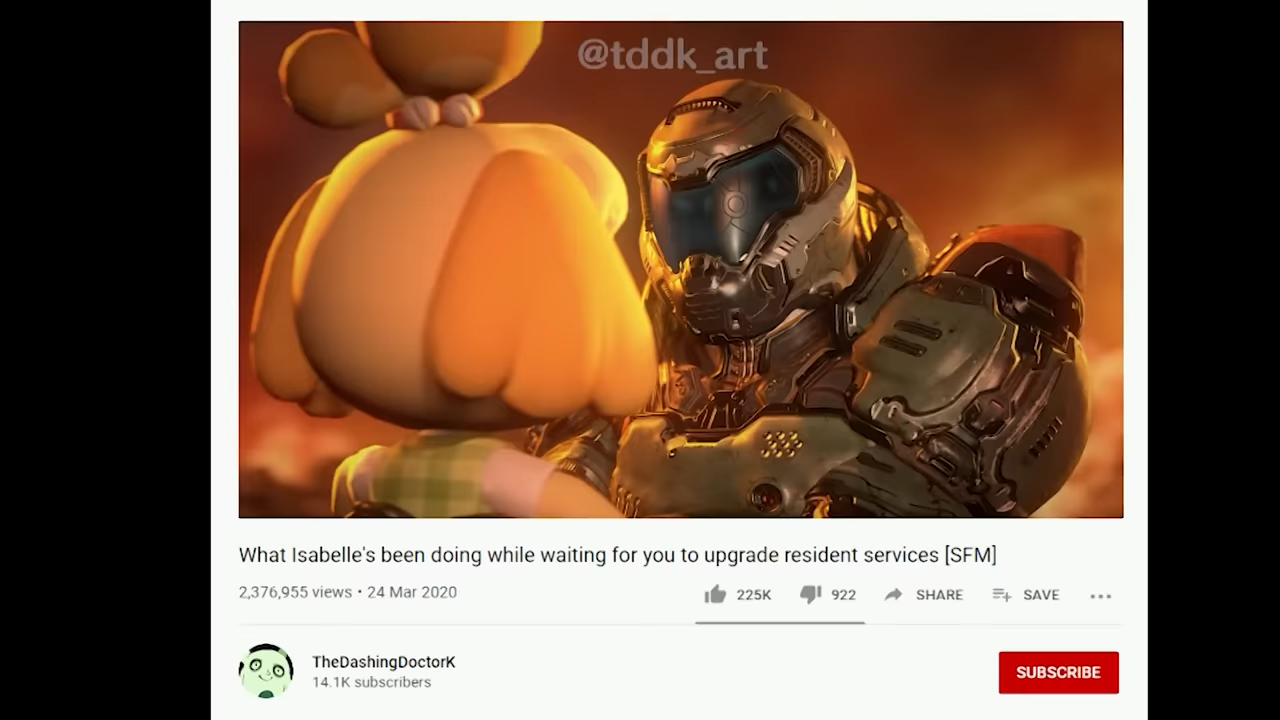 @tddk_art
What Isabelle's been doing while waiting for you to upgrade resident services [SFM]
2,376,955 views • 24 Mar 2020
225K 922 SHARE SAVE
TheDashingDoctorK
14.1K subscribers
SUBSCRIBE